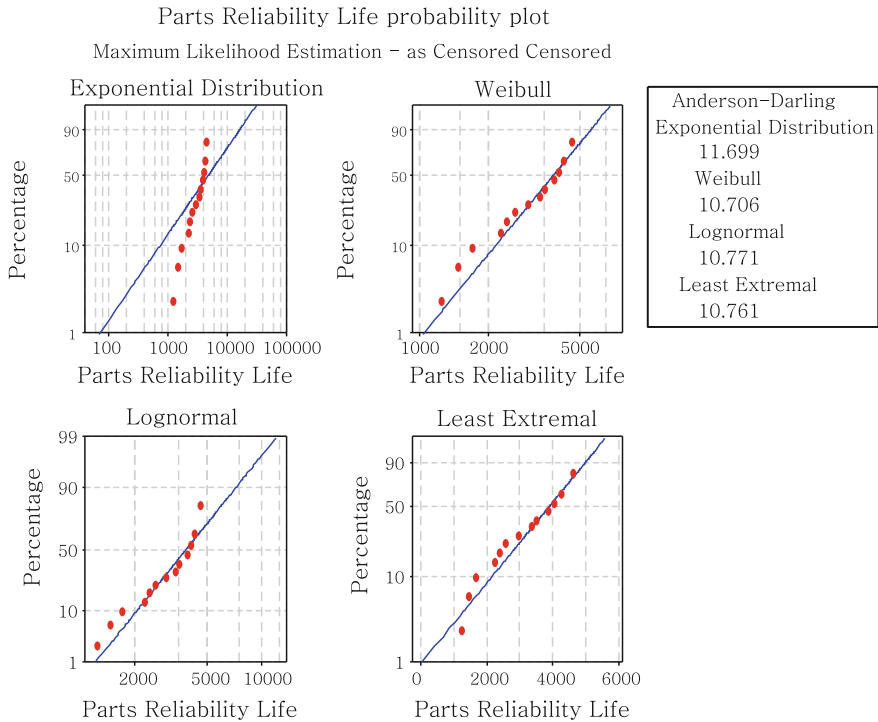 Parts Reliability Life probability plot
Maximum Likelihood Estimation - as Censored Censored
Exponential Distribution
90
50
10
1
Percentage
100
1000
10000
100000
Parts Reliability Life
Weibull
90
50
10
1
Percentage
1000
2000
5000
Parts Reliability Life
Anderson-Darling
Exponential Distribution
11.699
Weibull
10.706
Lognormal
10.771
Least Extremal
10.761
Lognormal
99
90
50
10
1
Percentage
2000
5000
10000
Parts Reliability Life
Least Extremal
90
50
10
1
Percentage
0
2000
4000
6000
Parts Reliability Life